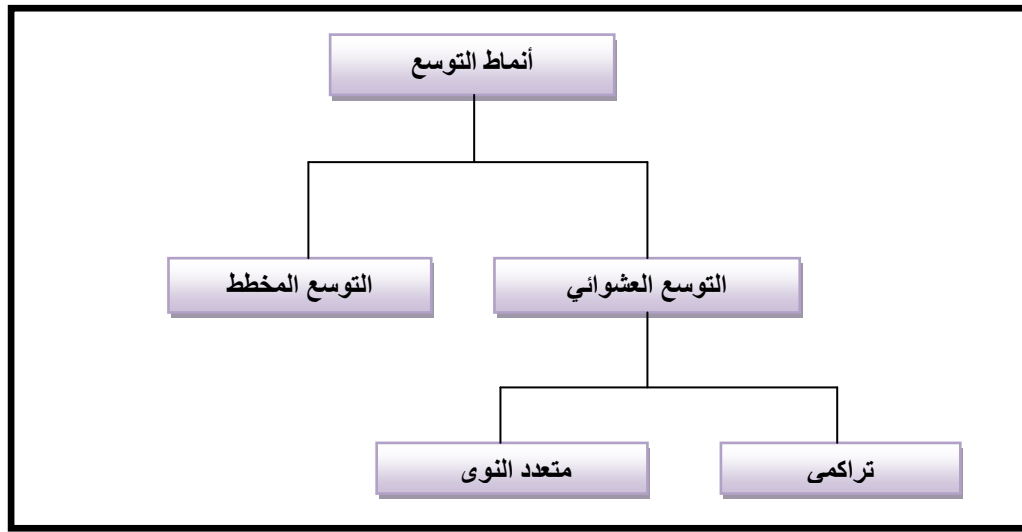 أنماط التوسع
التوسع العشوائي
التوسع المخطط
تراكمى
متعدد النوى